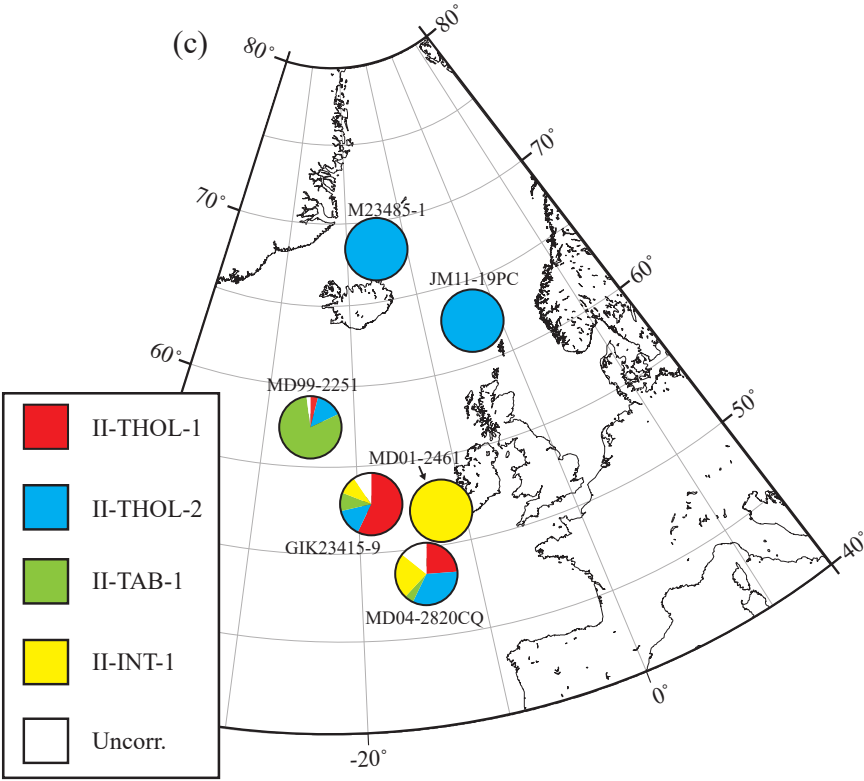 (c)
80°
80°
70°
70°
M23485-1
JM11-19PC
60°
60°
MD99-2251
50°
II-THOL-1
MD01-2461
II-THOL-2
GIK23415-9
40°
II-TAB-1
MD04-2820CQ
II-INT-1
0°
Uncorr.
-20°